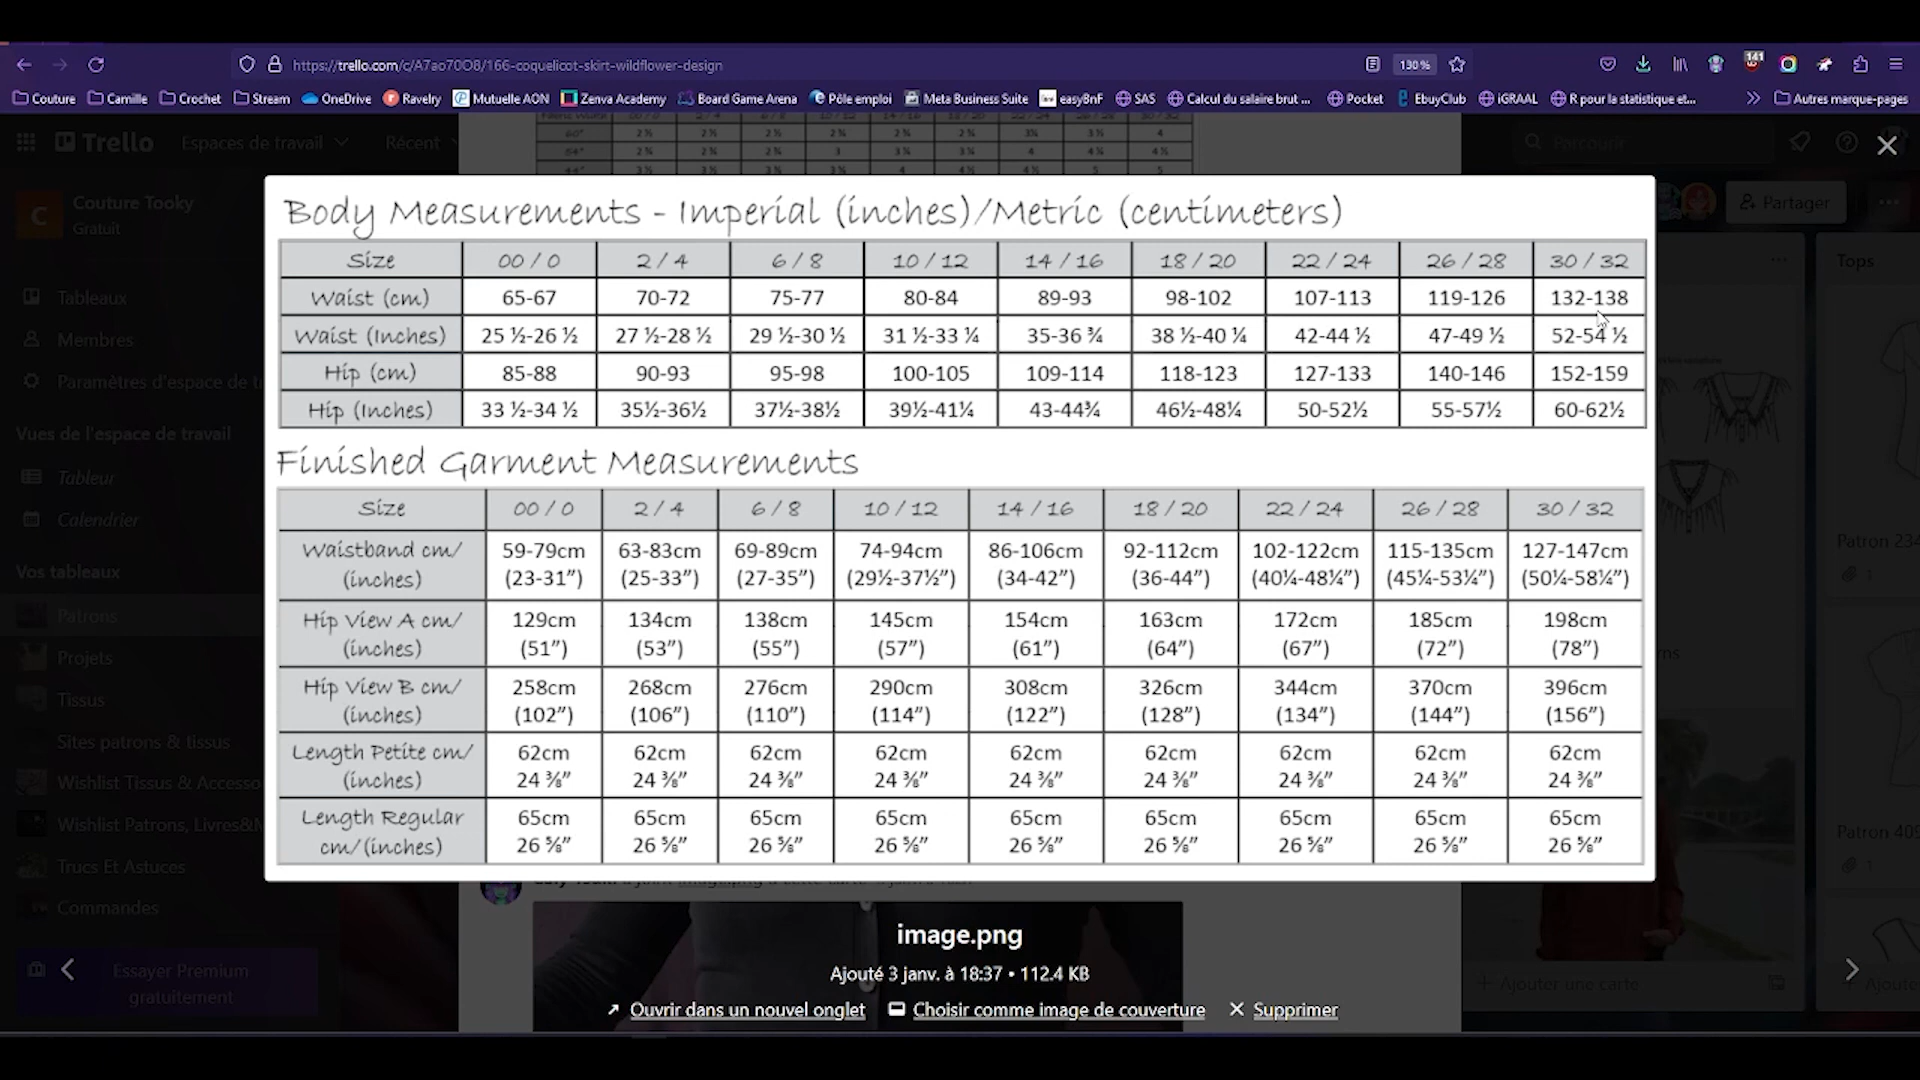 https://trello.com/c/A7ao7OO8/166-coquelicot-skirt-wildflower-design
130 %
141
Couture
Camille
Crochet
Stream
OneDrive
Ravelry
Mutuelle AON
Zenva Academy
Board Game Arena
Pôle emploi
Meta Business Suite
easyBnF
SAS
Calcul du salaire brut ...
Pocket
EbuyClub
iGRAAL
R pour la statistique et...
Autres marque-pages
Trello
Espaces de travail
Récent
Parcourir
C
Couture Tooky
Gratuit
Partager
Tableaux
Membres
Paramètres d'espace de
Vues de l'espace de travail
Tableur
Calendrier
Vos tableaux
Patrons
Projets
Tissus
Sites patrons & tissus
Wishlist Tissus &
Wishlist Patrons,
Trucs Et Astuces
Commandes
Essayer Premium
gratuitement
Body Measurements - Imperial (inches)/Metric (centimeters)
Size 00 / 0 2 / 4 6 / 8 10 / 12 14 / 16 18 / 20 22 / 24 26 / 28 30 / 32
Waist (cm) 65-67 70-72 75-77 80-84 89-93 98-102 107-113 119-126 132-138
Waist (Inches) 25 ½-26 ½ 27 ½-28 ½ 29 ½-30 ½ 31 ½-33 ¼ 35-36 ¾ 38 ½-40 ¼ 42-44 ½ 47-49 ½ 52-54 ½
Hip (cm) 85-88 90-93 95-98 100-105 109-114 118-123 127-133 140-146 152-159
Hip (Inches) 33 ½-34 ½ 35½-36½ 37½-38½ 39½-41¼ 43-44¾ 46½-48¼ 50-52½ 55-57½ 60-62½
Finished Garment Measurements
Size 00 / 0 2 / 4 6 / 8 10 / 12 14 / 16 18 / 20 22 / 24 26 / 28 30 / 32
Waistband cm/ 59-79cm 63-83cm 69-89cm 74-94cm 86-106cm 92-112cm 102-122cm 115-135cm 127-147cm
(inches) (23-31”) (25-33”) (27-35”) (29½-37½”) (34-42”) (36-44”) (40¼-48¼”) (45¼-53¼”) (50¼-58¼”)
Hip View A cm/ 129cm 134cm 138cm 145cm 154cm 163cm 172cm 185cm 198cm
(inches) (51”) (53”) (55”) (57”) (61”) (64”) (67”) (72”) (78”)
Hip View B cm/ 258cm 268cm 276cm 290cm 308cm 326cm 344cm 370cm 396cm
(inches) (102”) (106”) (110”) (114”) (122”) (128”) (134”) (144”) (156”)
Length Petite cm/ 62cm 62cm 62cm 62cm 62cm 62cm 62cm 62cm 62cm
(inches) 24 ⅜” 24 ⅜” 24 ⅜” 24 ⅜” 24 ⅜” 24 ⅜” 24 ⅜” 24 ⅜” 24 ⅜”
Length Regular 65cm 65cm 65cm 65cm 65cm 65cm 65cm 65cm 65cm
cm/(inches) 26 ⅝” 26 ⅝” 26 ⅝” 26 ⅝” 26 ⅝” 26 ⅝” 26 ⅝” 26 ⅝” 26 ⅝”
image.png
Ajouté 3 janv. à 18:37 • 112.4 KB
Ouvrir dans un nouvel onglet
Choisir comme image de couverture
Supprimer
Tops
Patron 234
1
Patron 409
1
Ajouter une carte